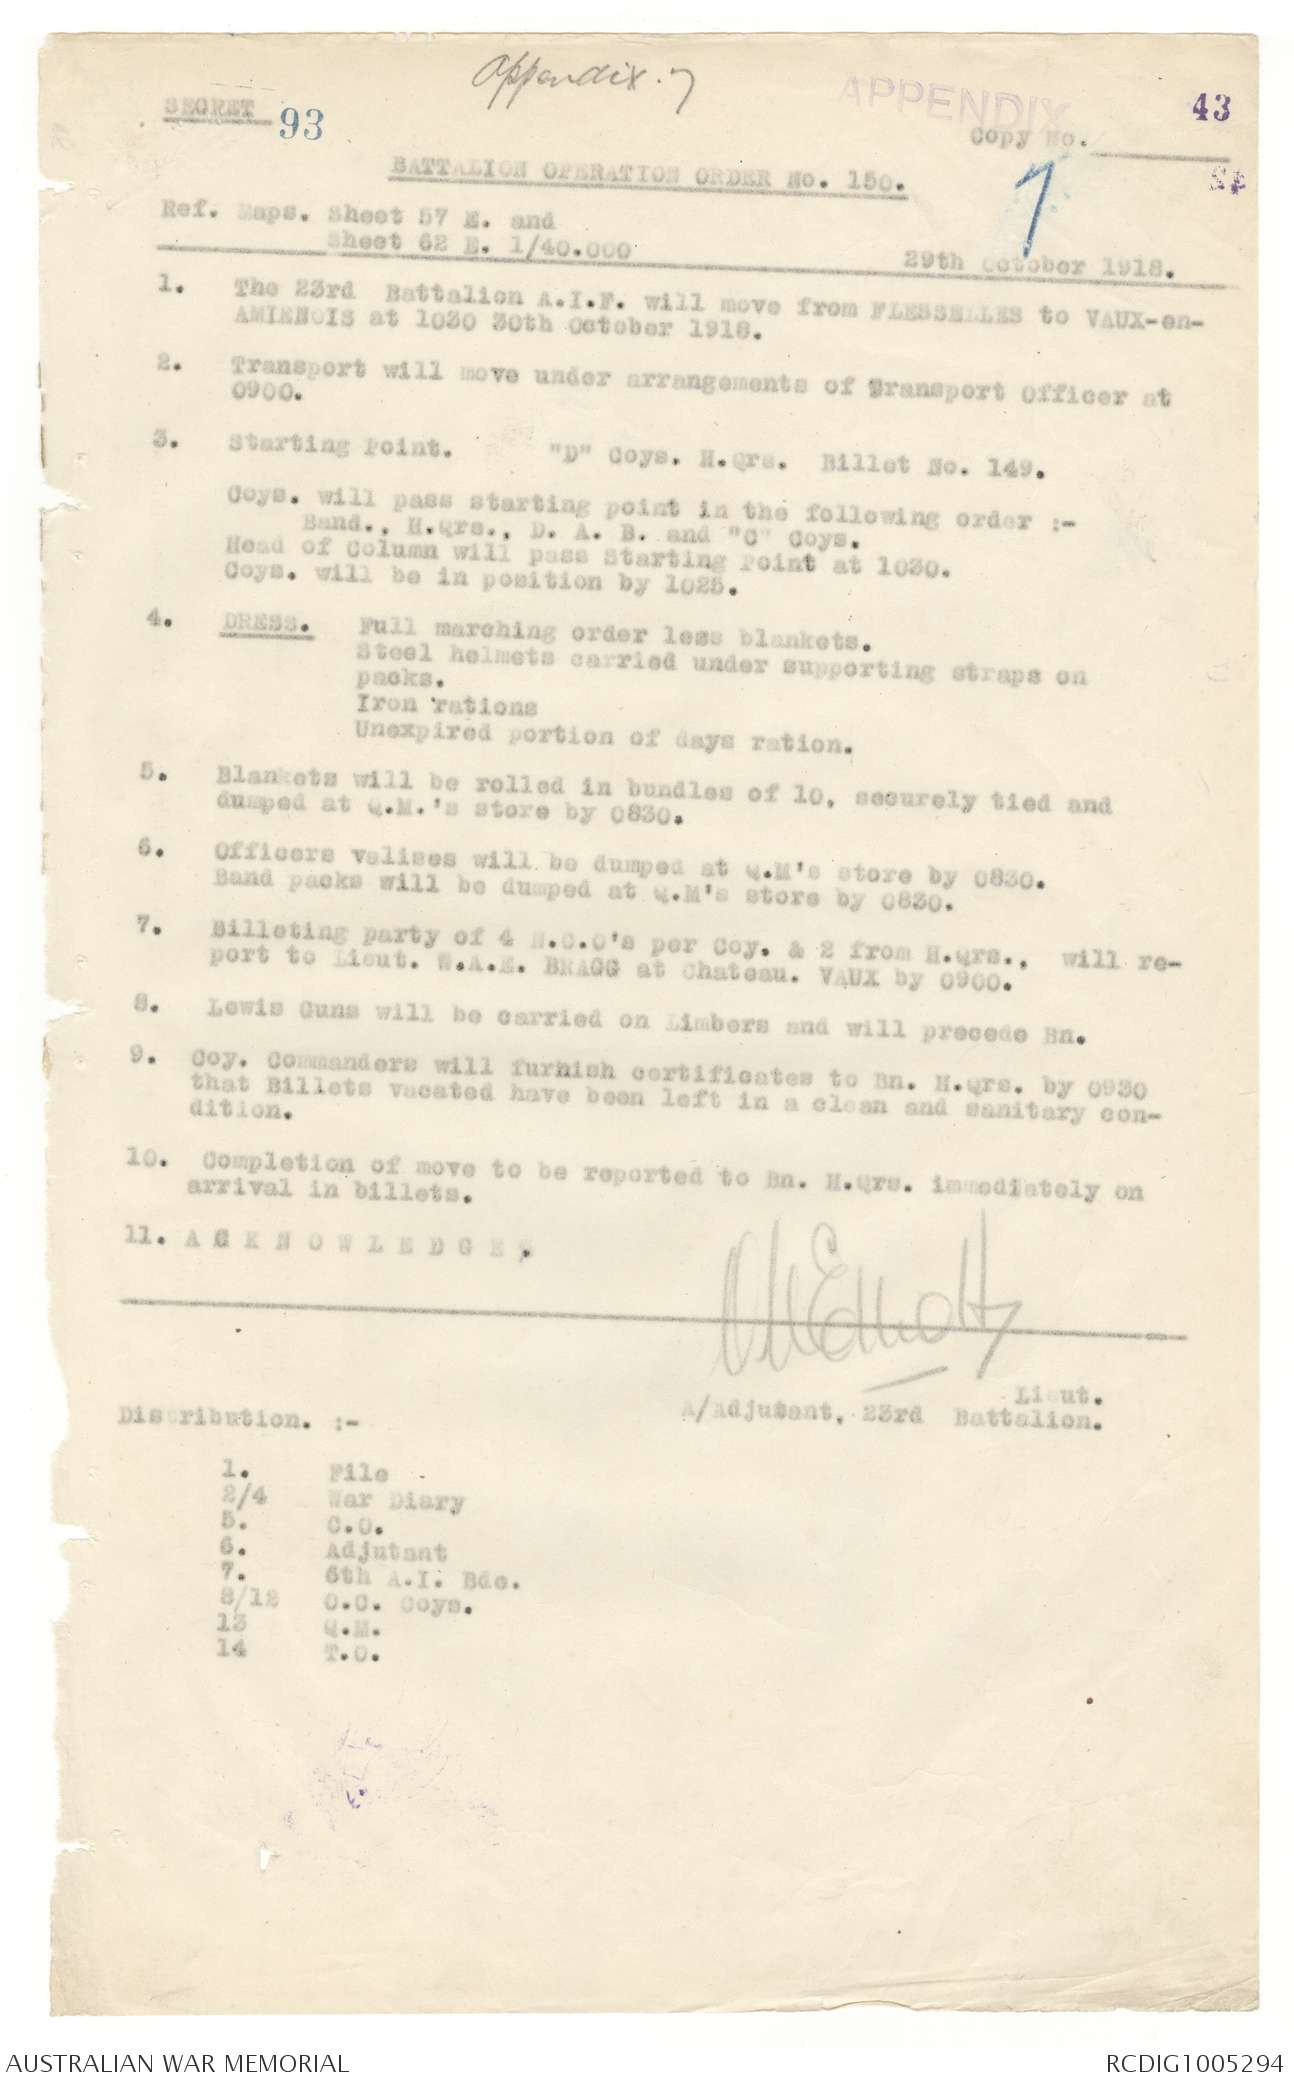 Appendix. 7
APPENDIX
43
SECRET
93
Copy No.
7
BATTALION OPERATION ORDER No. 150.
Ref. Maps. Sheet 57 E. and
Sheet 62 E. 1/40.000
29th October 1918.
1. The 23rd Battalion A.I.F. will move from FLESSELLES to VAUX-en-
AMIENOIS at 1030 30th October 1918.
2. Transport will move under arrangements of Transport Officer at
0900.
3. Starting Point. "D" Coys. H.Qrs. Billet No. 149.
Coys. will pass starting point in the following order :-
Band., H.Qrs., D. A. B. and "C" Coys.
Head of Column will pass Starting Point at 1030.
Coys. will be in position by 1025.
4. DRESS. Full marching order less blankets.
Steel helmets carried under supporting straps on
packs.
Iron rations
Unexpired portion of days ration.
5. Blankets will be rolled in bundles of 10, securely tied and
dumped at Q.M.'s store by 0830.
6. Officers valises will be dumped at Q.M's store by 0830.
Band packs will be dumped at Q.M's store by 0830.
7. Billeting party of 4 N.C.O's per Coy. & 2 from H.Qrs., will re-
port to Lieut. W.A.E. BRAGG at Chateau. VAUX by 0900.
8. Lewis Guns will be carried on Limbers and will precede Bn.
9. Coy. Commanders will furnish certificates to Bn. H.Qrs. by 0930
that Billets vacated have been left in a clean and sanitary con-
dition.
10. Completion of move to be reported to Bn. H.Qrs. immediately on
arrival in billets.
11. A C K N O W L E D G E.
Elliott
Lieut.
A/Adjutant, 23rd Battalion.
Distribution. :-
1. File
2/4 War Diary
5. C.O.
6. Adjutant
7. 6th A.I. Bde.
8/12 O.C. Coys.
13 Q.M.
14 T.O.
AUSTRALIAN WAR MEMORIAL
RCDIG1005294